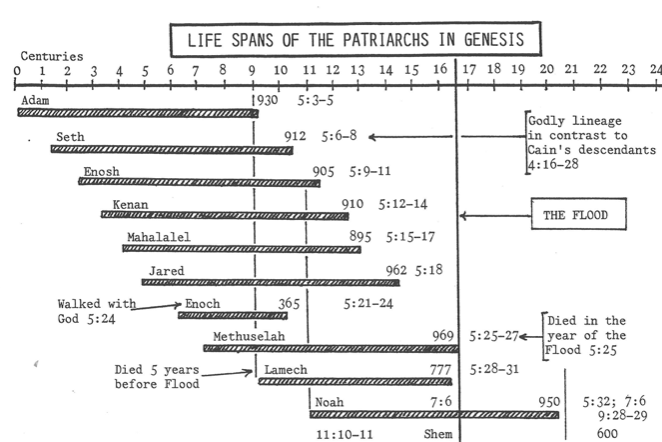 LIFE SPANS OF THE PATRIARCHS IN GENESIS
Centuries
0 1 2 3 4 5 6 7 8 9 10 11 12 13 14 15 16 17 18 19 20 21 22 23 24
Adam 930 5:3-5
Seth 912 5:6-8
Godly lineage
in contrast to
Cain's descendants
4:16-28
Enosh 905 5:9-11
Kenan 910 5:12-14
THE FLOOD
Mahalalel 895 5:15-17
Jared 962 5:18
Walked with
God 5:24
Enoch 365 5:21-24
Methuselah 969 5:25-27
Died in the
year of the
Flood 5:25
Died 5 years
before Flood
Lamech 777 5:28-31
Noah 7:6 950 5:32; 7:6
9:28-29
11:10-11 Shem 600